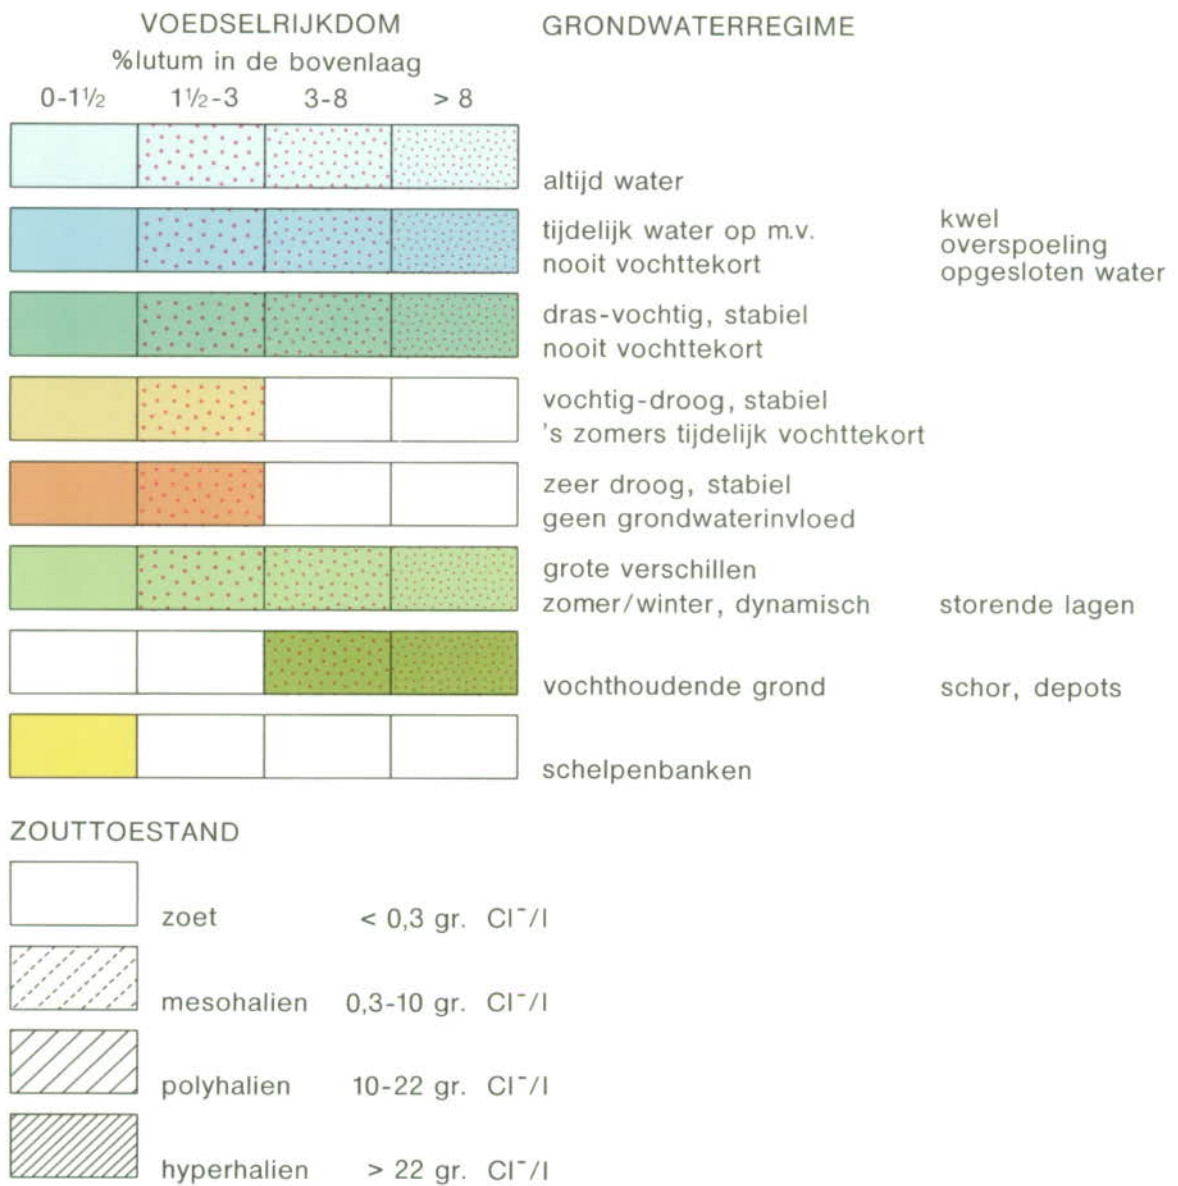 VOEDSELRIJKDOM GRONDWATERREGIME
%lutum in de bovenlaag
0-1½ 1½-3 3-8 > 8
altijd water
tijdelijk water op m.v.
nooit vochttekort
kwel
overspoeling
opgesloten water
dras-vochtig, stabiel
nooit vochttekort
vochtig-droog, stabiel
's zomers tijdelijk vochttekort
zeer droog, stabiel
geen grondwaterinvloed
grote verschillen
zomer/winter, dynamisch storende lagen
vochthoudende grond schor, depots
schelpenbanken
ZOUTTOESTAND
zoet < 0,3 gr. Cl⁻/l
mesohalien 0,3-10 gr. Cl⁻/l
polyhalien 10-22 gr. Cl⁻/l
hyperhalien > 22 gr. Cl⁻/l